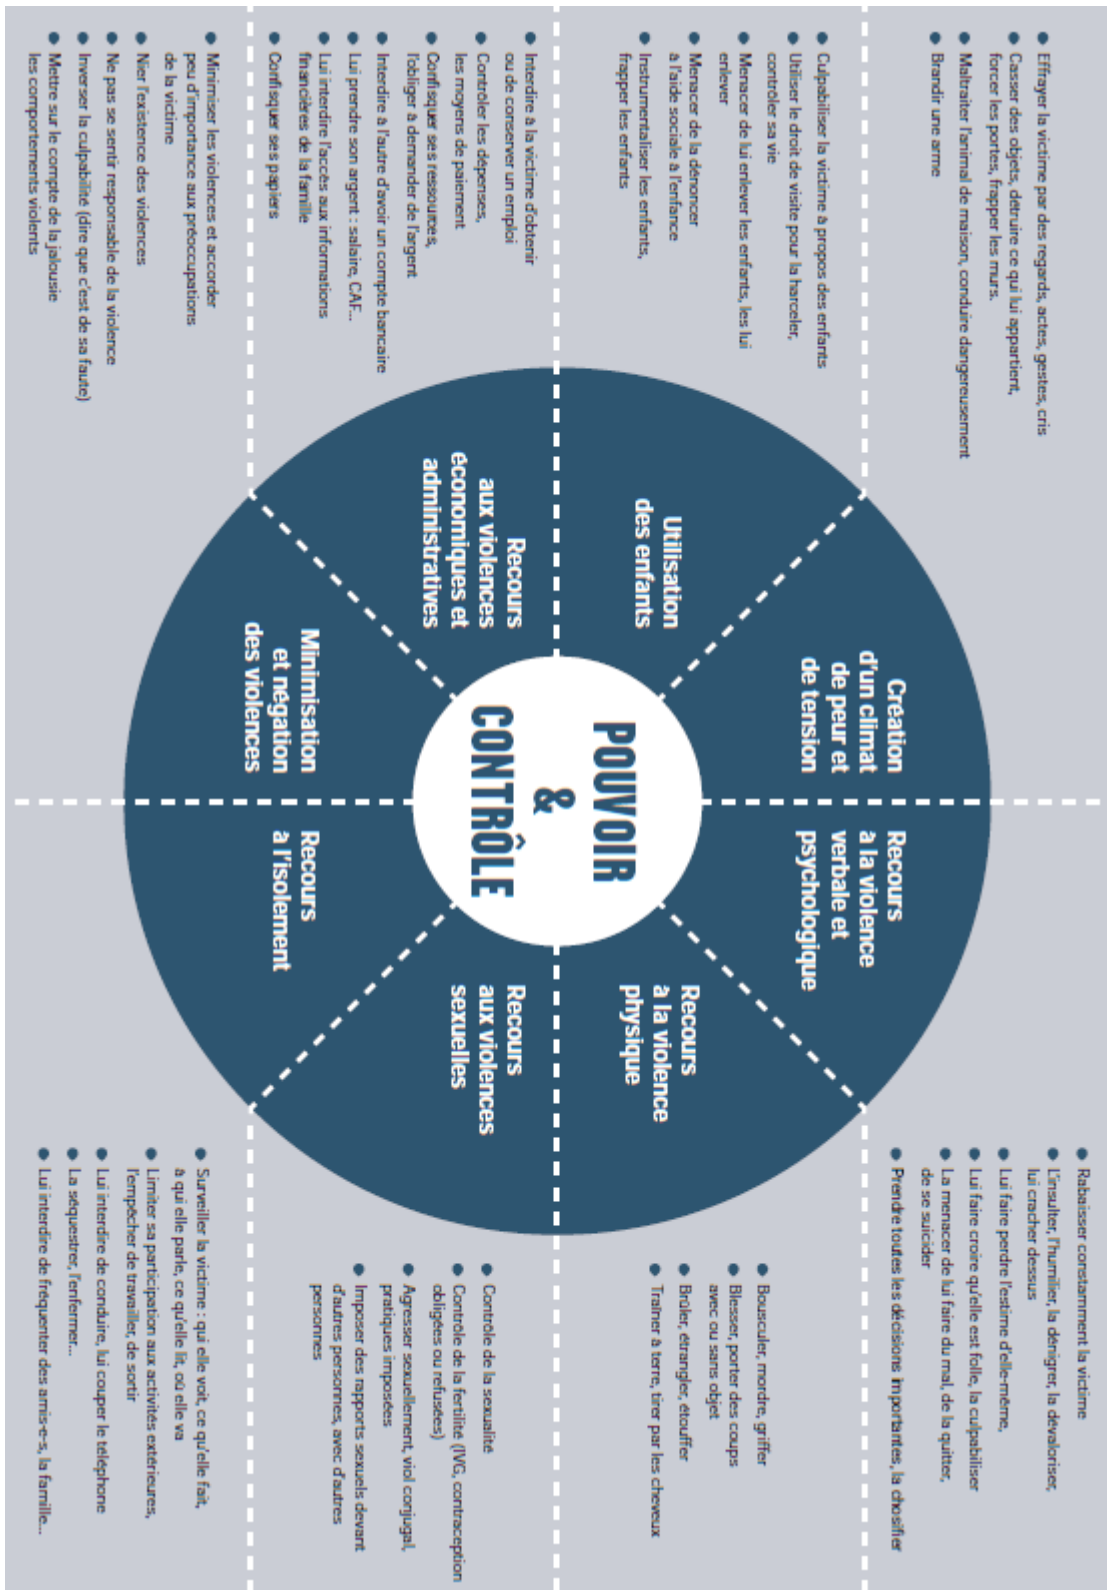 Effrayer la victime par des regards, actes, gestes, cris
Casser des objets, détruire ce qui lui appartient,
forcer les portes, frapper les murs.
Maltraiter l'animal de maison, conduire dangereusement
Brandir une arme
Rabaisser constamment la victime
L'insulter, l'humilier, la dénigrer, la dévaloriser,
lui cracher dessus
Lui faire perdre l'estime d'elle-même,
Lui faire croire qu'elle est folle, la culpabiliser
La menacer de lui faire du mal, de la quitter,
de se suicider
Prendre toutes les décisions importantes, la chosifier
Culpabiliser la victime à propos des enfants
Utiliser le droit de visite pour la harceler,
contrôler sa vie
Menacer de lui enlever les enfants, les lui
enlever
Menacer de la dénoncer
à l'aide sociale à l'enfance
Instrumentaliser les enfants,
frapper les enfants
Création
d'un climat
de peur et
de tension
Recours
à la violence
verbale et
psychologique
Utilisation
des enfants
Recours
à la violence
physique
Bousculer, mordre, griffer
Blesser, porter des coups
avec ou sans objet
Brûler, étrangler, étouffer
Traîner à terre, tirer par les cheveux
POUVOIR
&
CONTRÔLE
Interdire à la victime d'obtenir
ou de conserver un emploi
Contrôler les dépenses,
les moyens de paiement
Confisquer ses ressources,
l'obliger à demander de l'argent
Interdire à l'autre d'avoir un compte bancaire
Lui prendre son argent : salaire, CAF...
Lui interdire l'accès aux informations
financières de la famille
Confisquer ses papiers
Recours
aux violences
économiques et
administratives
Recours
aux violences
sexuelles
Contrôle de la sexualité
Contrôle de la fertilité (IVG, contraception
obligées ou refusées)
Agresser sexuellement, viol conjugal,
pratiques imposées
Imposer des rapports sexuels devant
d'autres personnes, avec d'autres
personnes
Minimisation
et négation
des violences
Recours
à l'isolement
Minimiser les violences et accorder
peu d'importance aux préoccupations
de la victime
Nier l'existence des violences
Ne pas se sentir responsable de la violence
Inverser la culpabilité (dire que c'est de sa faute)
Mettre sur le compte de la jalousie
les comportements violents
Surveiller la victime : qui elle voit, ce qu'elle fait,
à qui elle parle, ce qu'elle lit, où elle va
Limiter sa participation aux activités extérieures,
l'empêcher de travailler, de sortir
Lui interdire de conduire, lui couper le téléphone
La séquestrer, l'enfermer...
Lui interdire de fréquenter des amis-e-s, la famille...